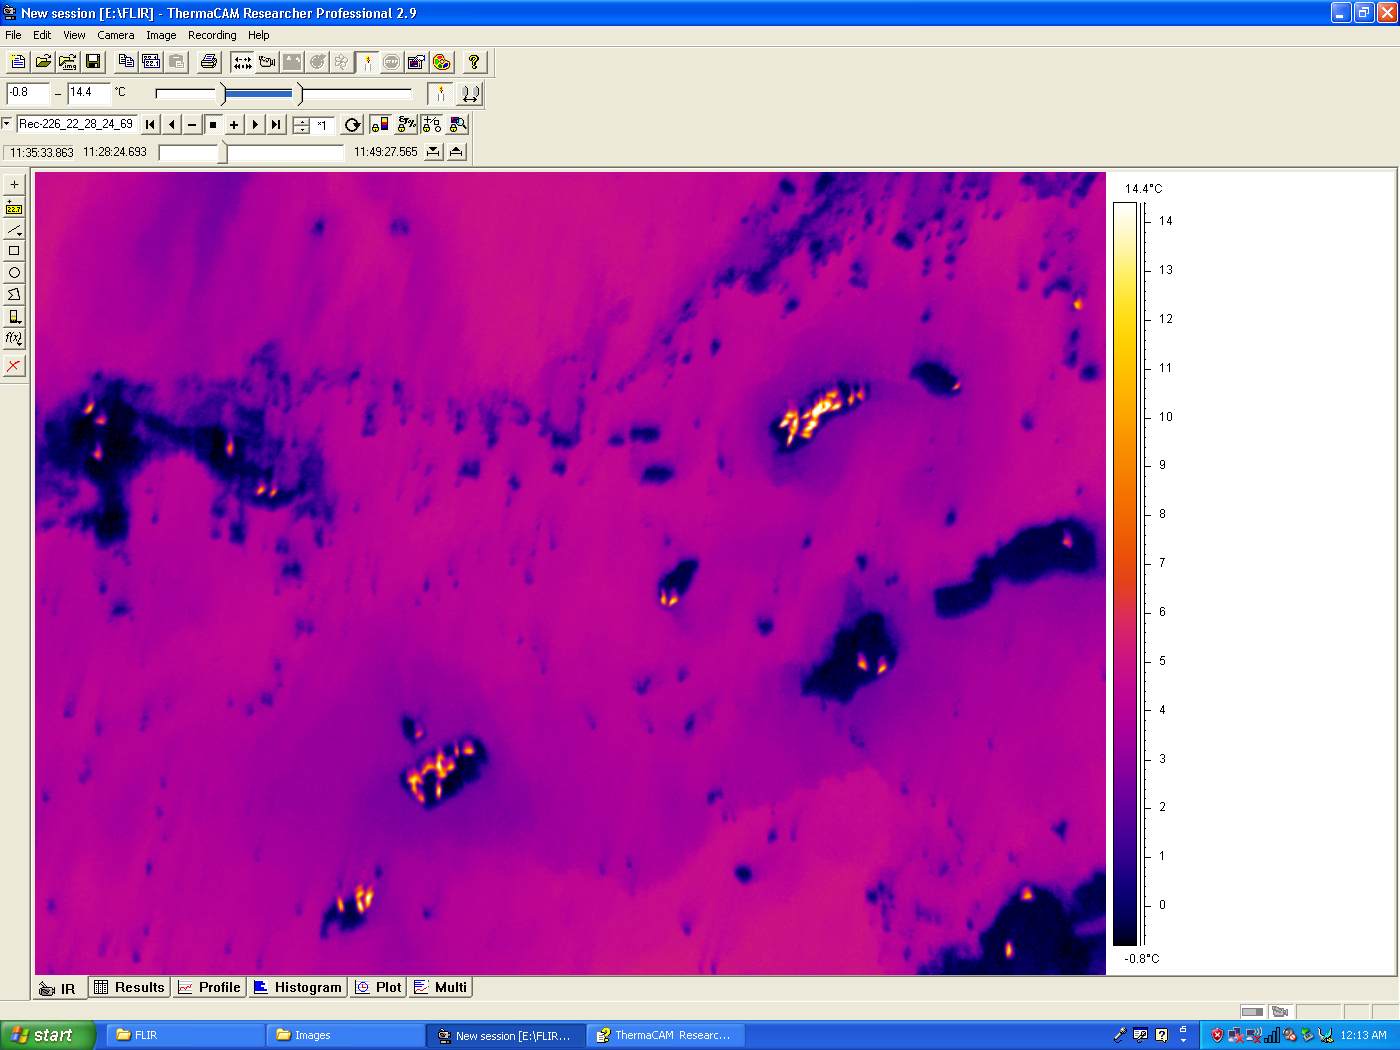 New session [E:\FLIR] - ThermaCAM Researcher Professional 2.9
File Edit View Camera Image Recording Help
-0.8 – 14.4 °C
Rec-226_22_28_24_69 *1
11:35:33.863 11:28:24.693 11:49:27.565
22.7
f(x)
14.4°C
14
13
12
11
10
9
8
7
6
5
4
3
2
1
0
-0.8°C
IR Results Profile Histogram Plot Multi
start FLIR Images New session [E:\FLIR... ThermaCAM Researc... 12:13 AM